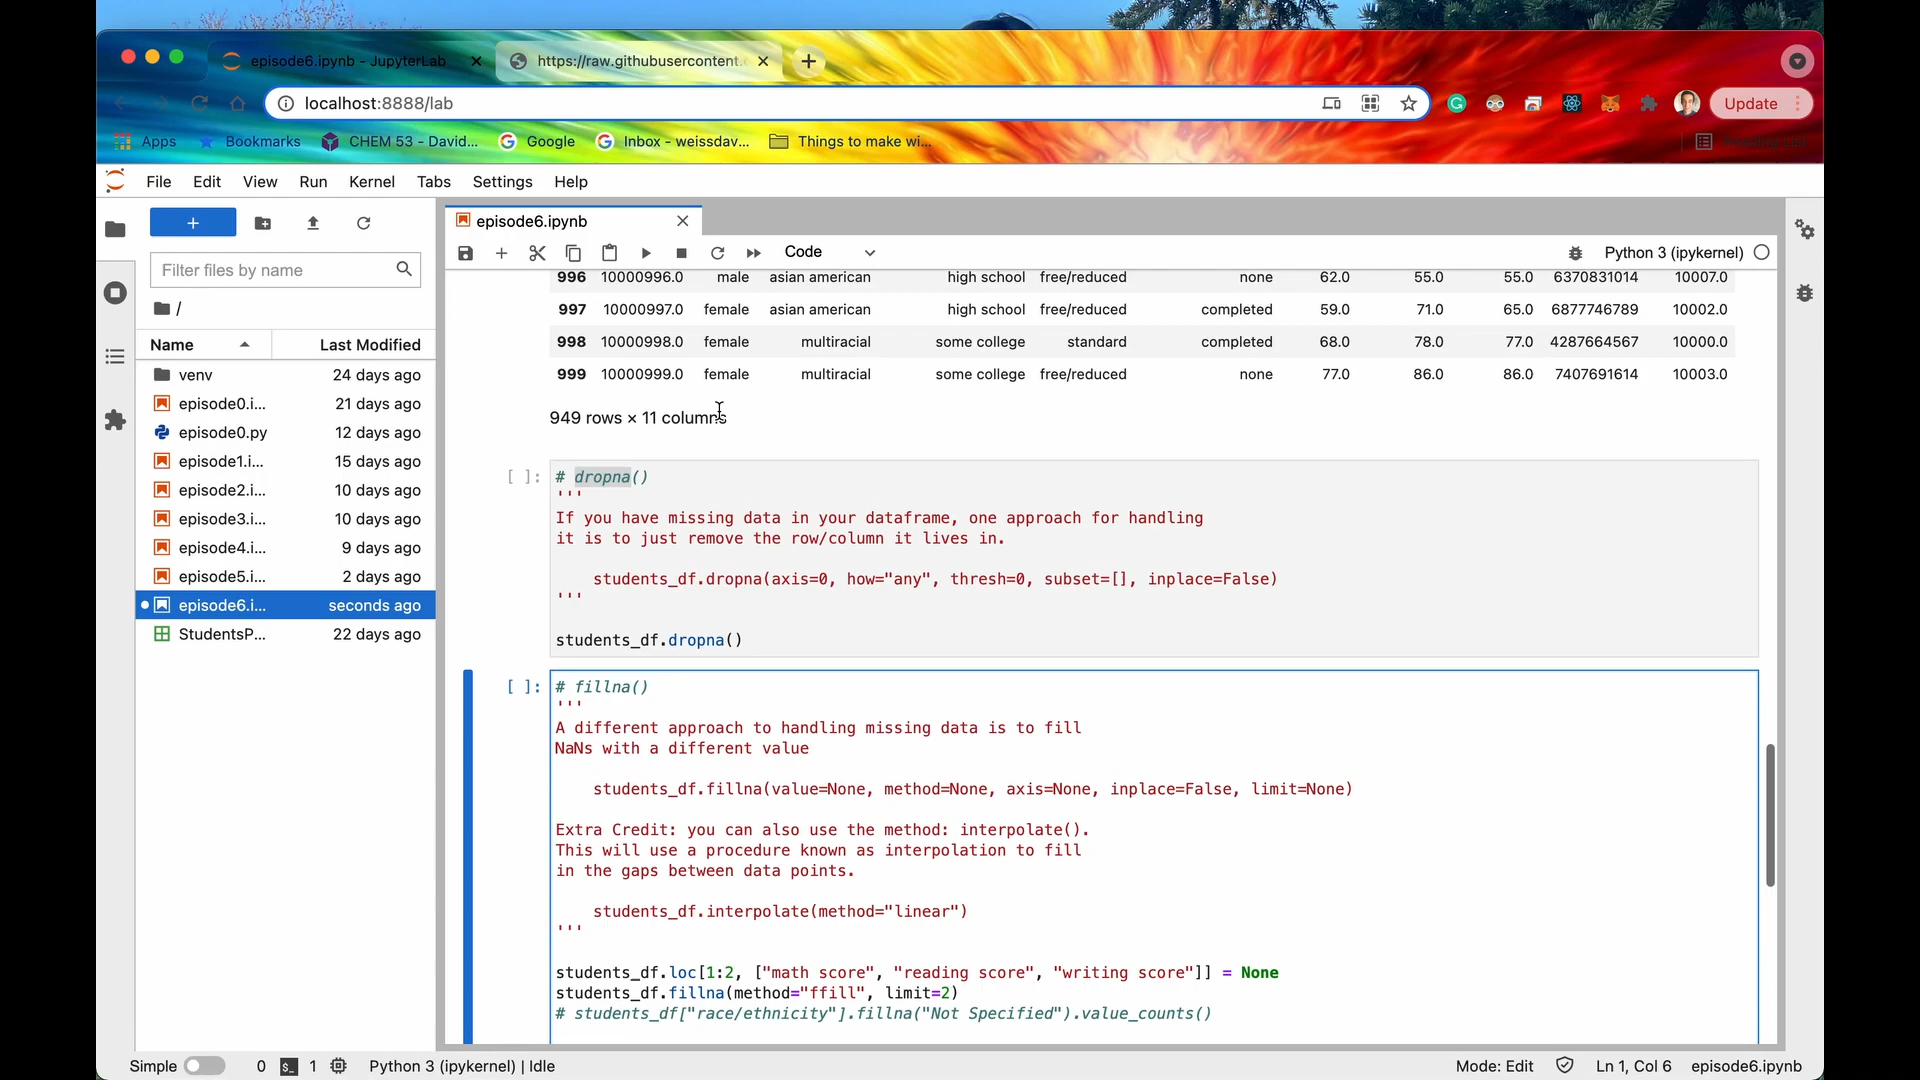 episode6.ipynb - JupyterLab
https://raw.githubusercontent.
localhost:8888/lab
Update
Apps
Bookmarks
CHEM 53 - David...
Google
Inbox - weissdav...
Things to make wi...
Reading List
File Edit View Run Kernel Tabs Settings Help
Filter files by name
/
Name Last Modified
venv 24 days ago
episode0.i... 21 days ago
episode0.py 12 days ago
episode1.i... 15 days ago
episode2.i... 10 days ago
episode3.i... 10 days ago
episode4.i... 9 days ago
episode5.i... 2 days ago
episode6.i... seconds ago
StudentsP... 22 days ago
episode6.ipynb
Code
Python 3 (ipykernel)
996 10000996.0 male asian american high school free/reduced none 62.0 55.0 55.0 6370831014 10007.0
997 10000997.0 female asian american high school free/reduced completed 59.0 71.0 65.0 6877746789 10002.0
998 10000998.0 female multiracial some college standard completed 68.0 78.0 77.0 4287664567 10000.0
999 10000999.0 female multiracial some college free/reduced none 77.0 86.0 86.0 7407691614 10003.0
949 rows × 11 columns
[ ]: # dropna()
'''
If you have missing data in your dataframe, one approach for handling
it is to just remove the row/column it lives in.
students_df.dropna(axis=0, how="any", thresh=0, subset=[], inplace=False)
'''
students_df.dropna()
[ ]: # fillna()
'''
A different approach to handling missing data is to fill
NaNs with a different value
students_df.fillna(value=None, method=None, axis=None, inplace=False, limit=None)
Extra Credit: you can also use the method: interpolate().
This will use a procedure known as interpolation to fill
in the gaps between data points.
students_df.interpolate(method="linear")
'''
students_df.loc[1:2, ["math score", "reading score", "writing score"]] = None
students_df.fillna(method="ffill", limit=2)
# students_df["race/ethnicity"].fillna("Not Specified").value_counts()
Simple 0 1 Python 3 (ipykernel) | Idle Mode: Edit Ln 1, Col 6 episode6.ipynb